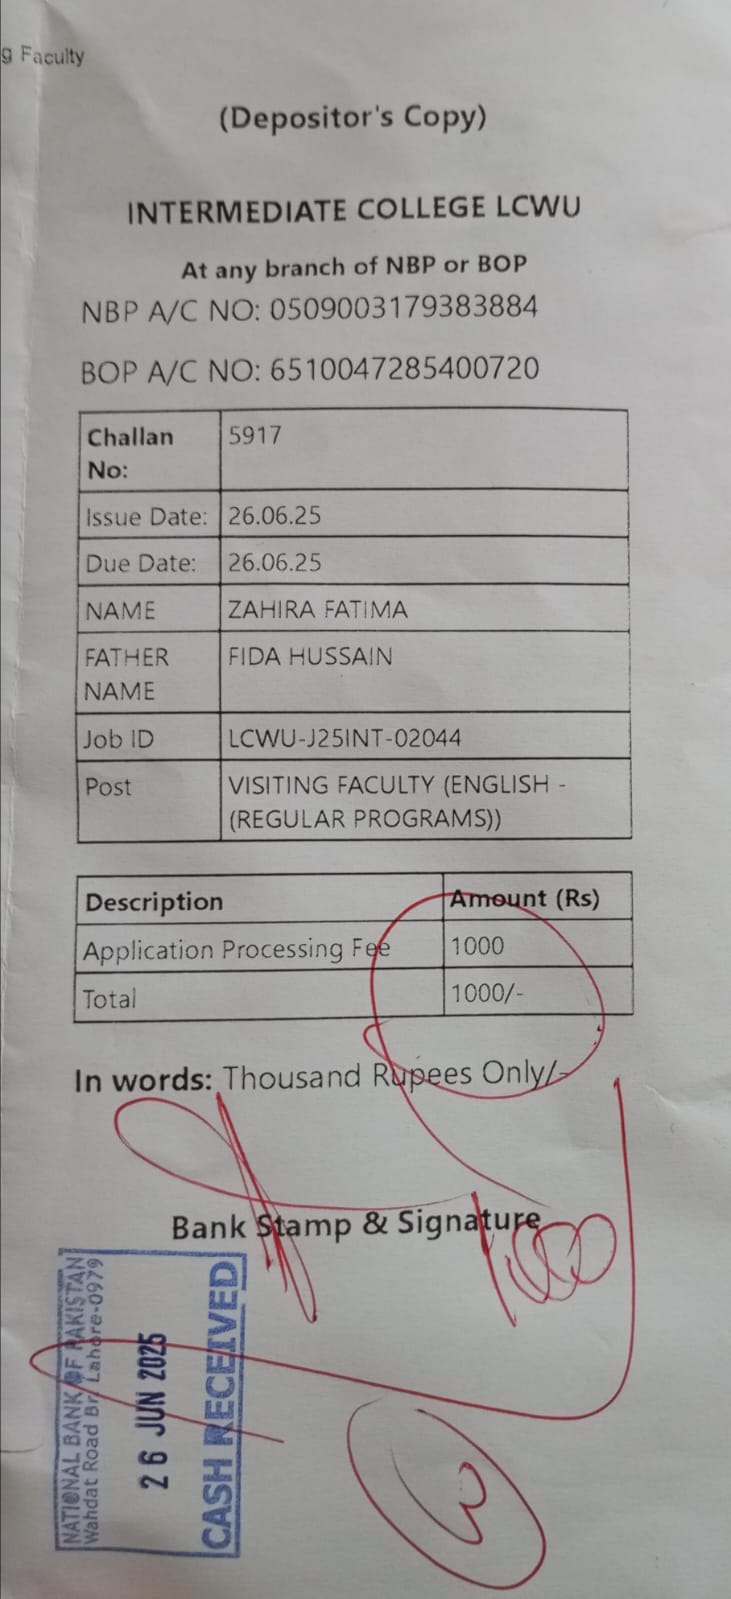 g Faculty
(Depositor's Copy)
INTERMEDIATE COLLEGE LCWU
At any branch of NBP or BOP
NBP A/C NO: 0509003179383884
BOP A/C NO: 6510047285400720
Challan No: 5917
Issue Date: 26.06.25
Due Date: 26.06.25
NAME ZAHIRA FATIMA
FATHER NAME FIDA HUSSAIN
Job ID LCWU-J25INT-02044
Post VISITING FACULTY (ENGLISH -
(REGULAR PROGRAMS))
Description Amount (Rs)
Application Processing Fee 1000
Total 1000/-
In words: Thousand Rupees Only/-
Bank Stamp & Signature
NATIONAL BANK OF PAKISTAN
Wahdat Road Br. Lahore-0979
26 JUN 2025
CASH RECEIVED